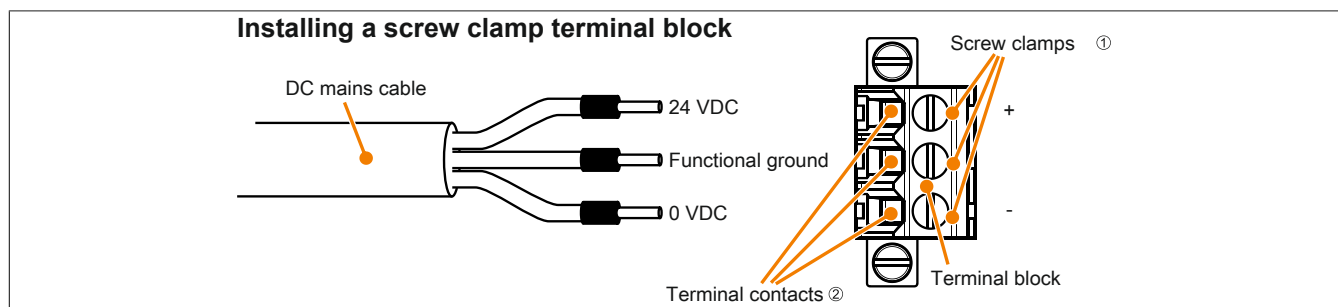 Installing a screw clamp terminal block
DC mains cable
24 VDC
Functional ground
0 VDC
Screw clamps ①
+
-
Terminal block
Terminal contacts ②